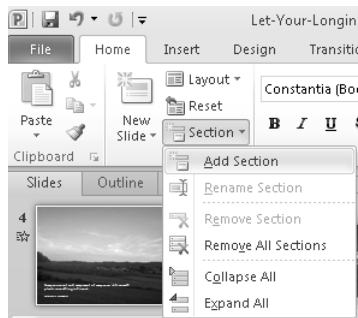 Let-Your-Longin
File Home Insert Design Transitio
Layout
Constantia (Bo
Reset
Paste New Slide Section B I U
Clipboard
Slides Outline
Add Section
Rename Section
Remove Section
Remove All Sections
Collapse All
Expand All
4